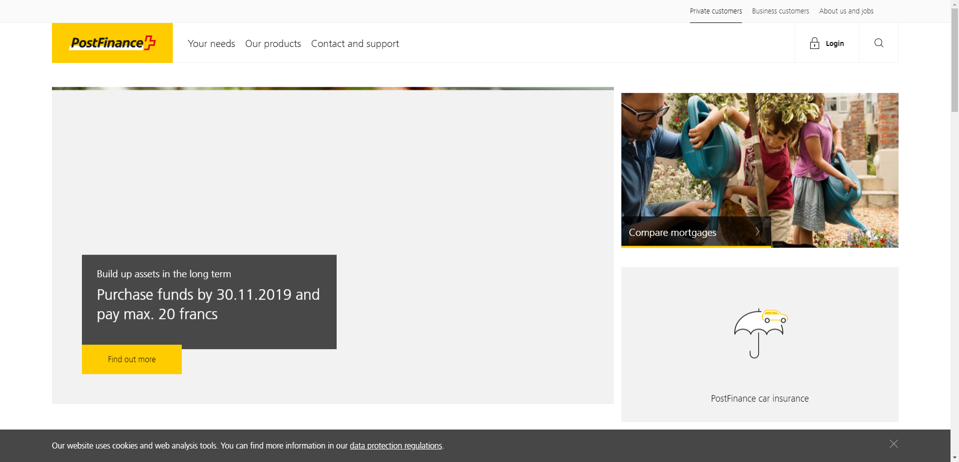 Private customers Business customers About us and jobs
PostFinance
Your needs Our products Contact and support
Login
Compare mortgages
Build up assets in the long term
Purchase funds by 30.11.2019 and
pay max. 20 francs
Find out more
PostFinance car insurance
Our website uses cookies and web analysis tools. You can find more information in our data protection regulations.